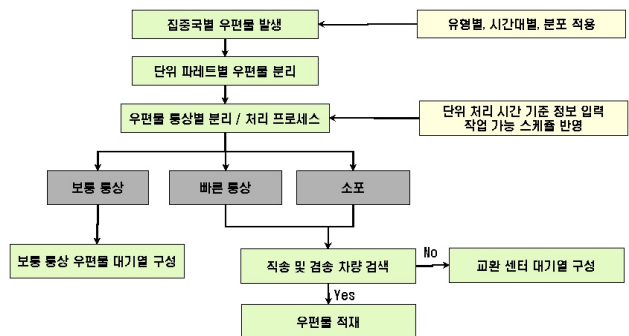 집중국별 우편물 발생
유형별, 시간대별, 분포 적용
단위 파레트별 우편물 분리
우편물 통상별 분리 / 처리 프로세스
단위 처리 시간 기준 정보 입력
작업 가능 스케쥴 반영
보통 통상
빠른 통상
소포
보통 통상 우편물 대기열 구성
직송 및 겸송 차량 검색
No
교환 센터 대기열 구성
Yes
우편물 적재